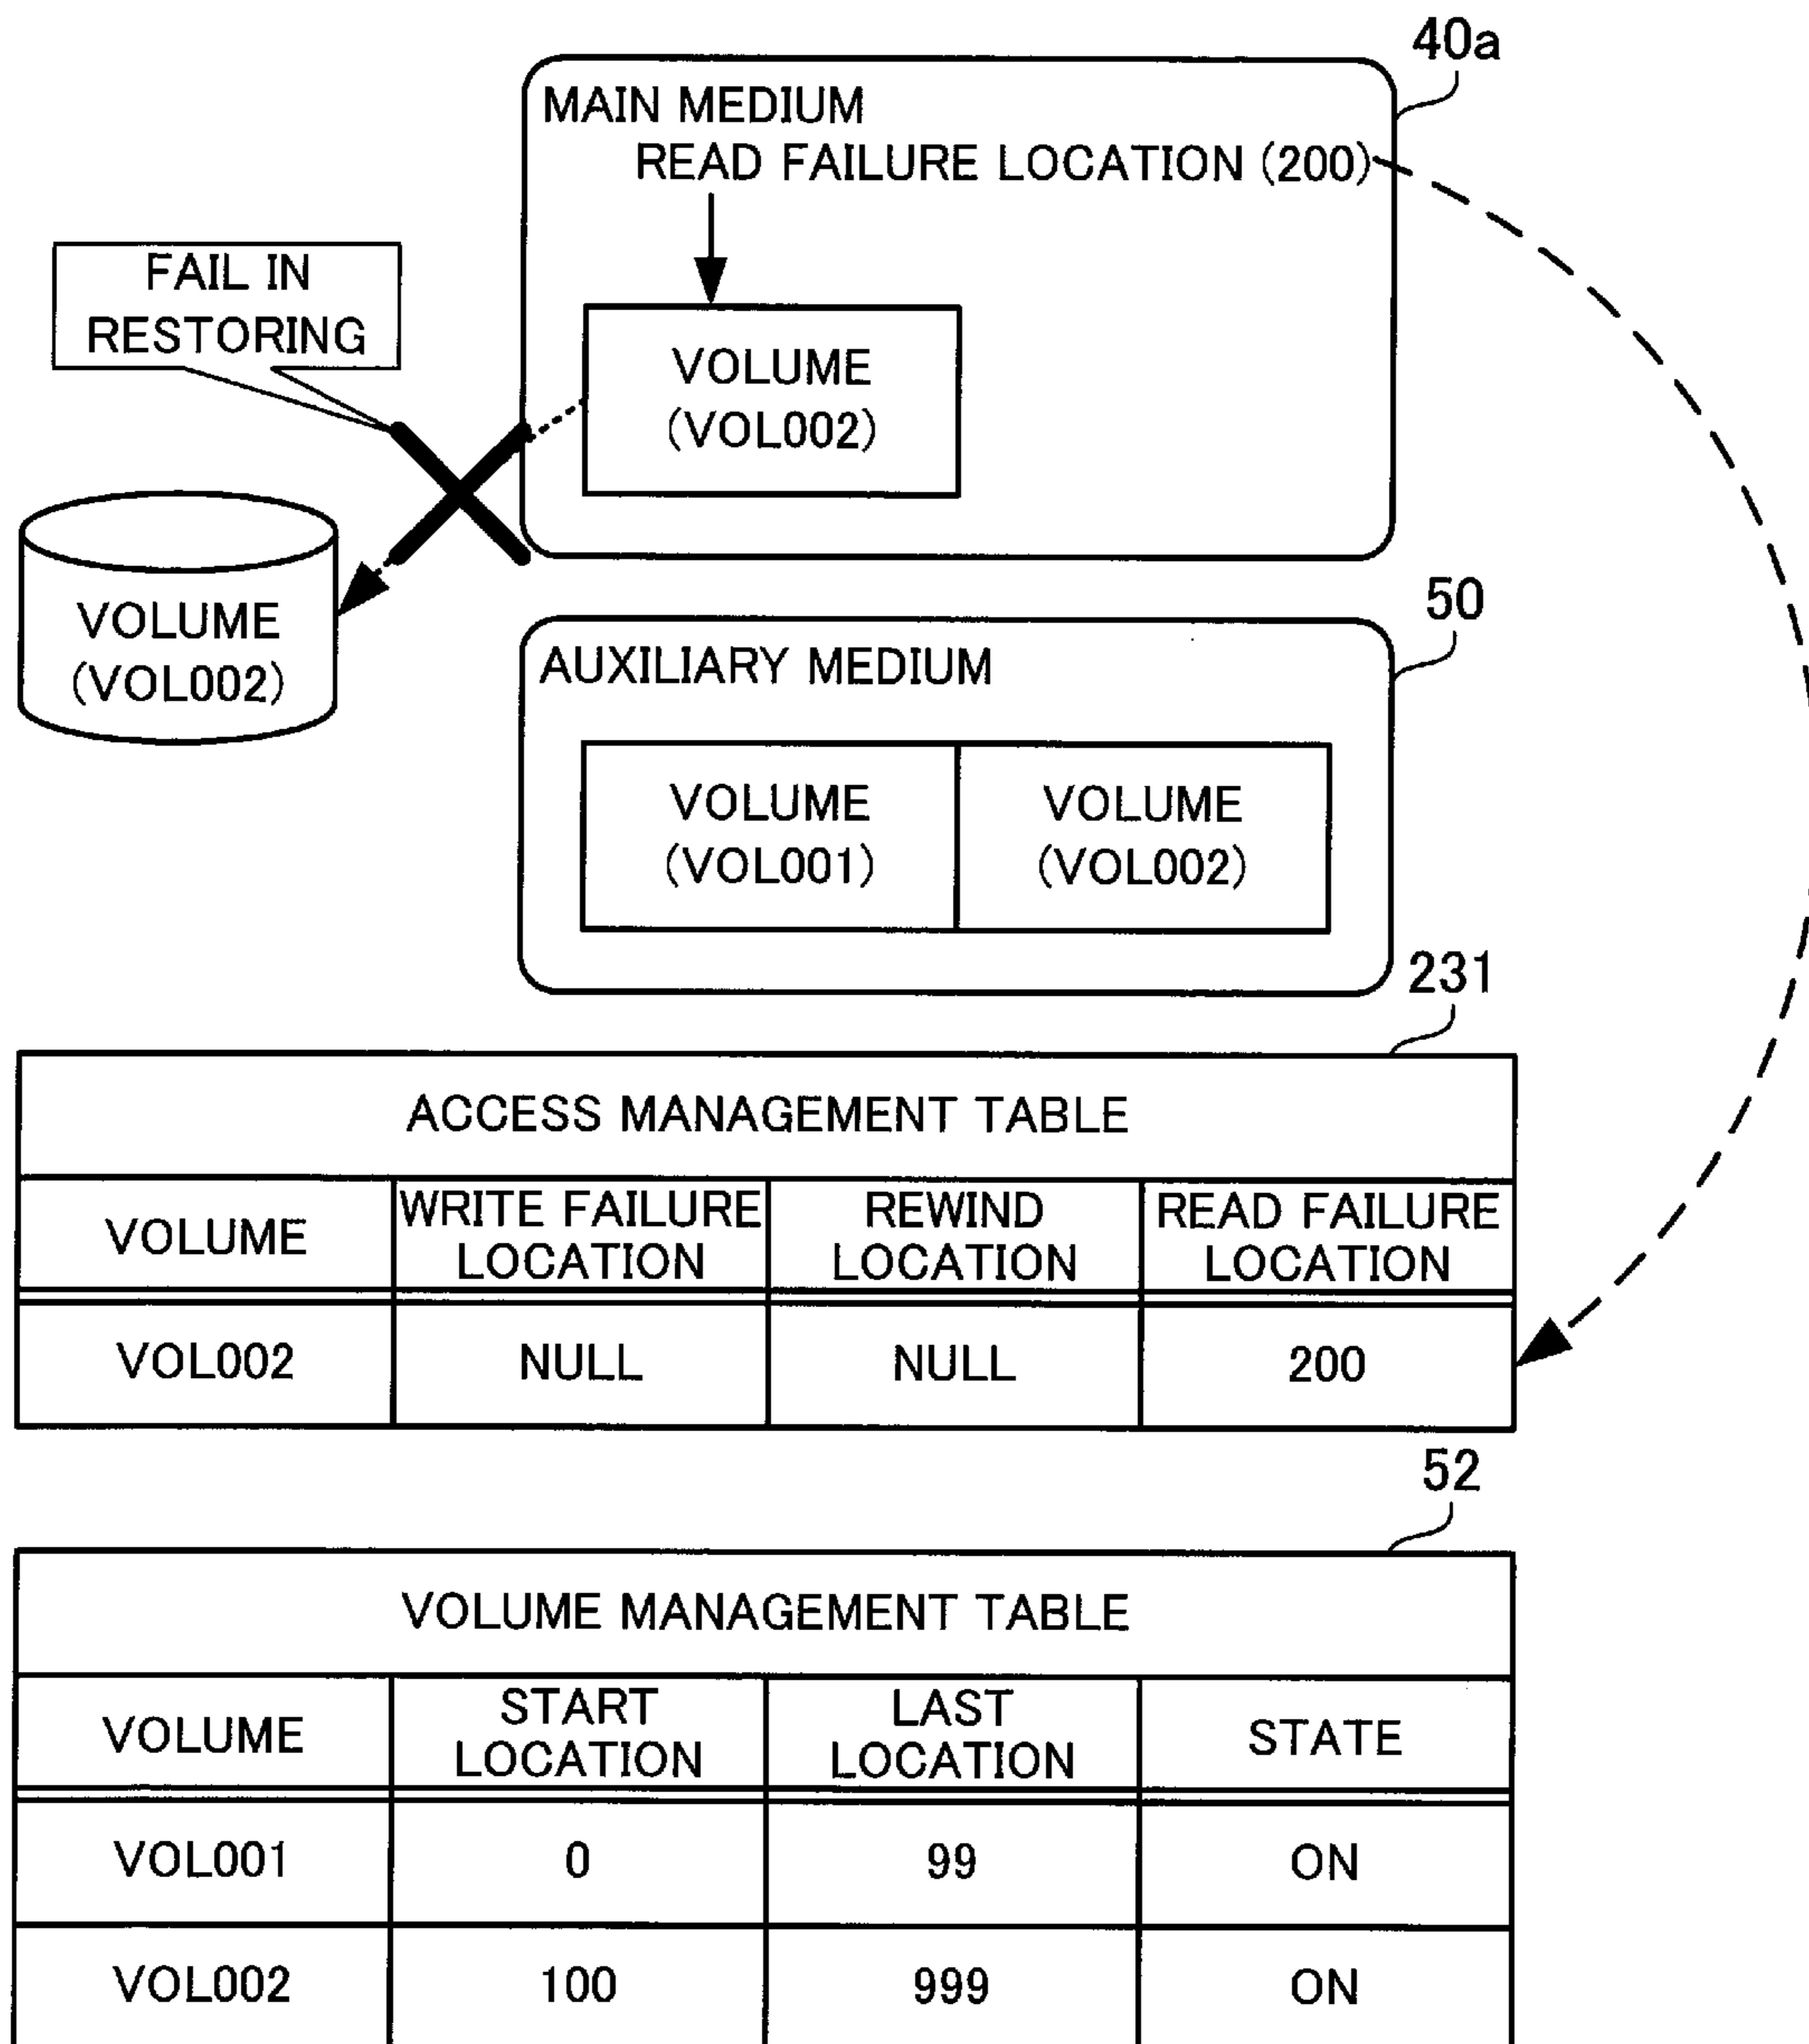 40a
MAIN MEDIUM
READ FAILURE LOCATION (200)
FAIL IN
RESTORING
VOLUME
(VOL002)
VOLUME
(VOL002)
50
AUXILIARY MEDIUM
VOLUME
(VOL001)
VOLUME
(VOL002)
231
ACCESS MANAGEMENT TABLE
VOLUME
WRITE FAILURE
LOCATION
REWIND
LOCATION
READ FAILURE
LOCATION
VOL002 NULL NULL 200
52
VOLUME MANAGEMENT TABLE
VOLUME
START
LOCATION
LAST
LOCATION
STATE
VOL001 0 99 ON
VOL002 100 999 ON